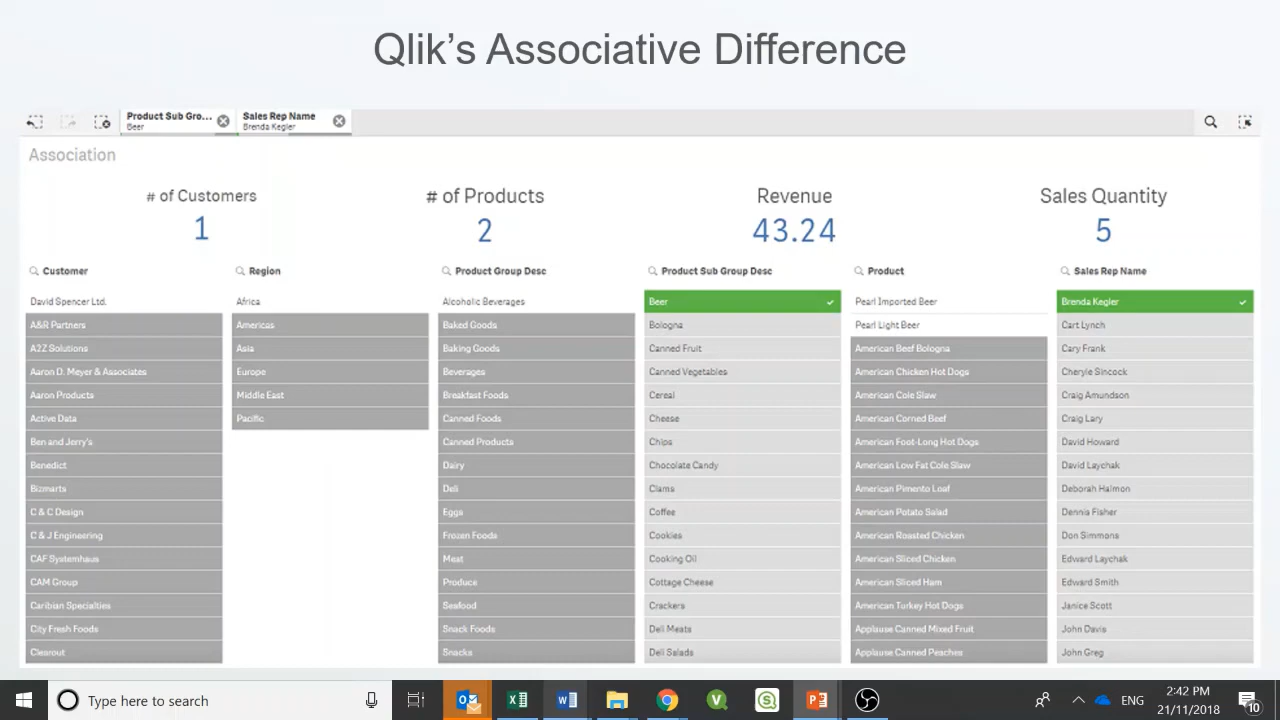 Qlik's Associative Difference
Product Sub Gro...
Beer
Sales Rep Name
Brenda Kegler
Association
# of Customers
1
# of Products
2
Revenue
43.24
Sales Quantity
5
Customer
David Spencer Ltd.
A&R Partners
A2Z Solutions
Aaron D. Meyer & Associates
Aaron Products
Active Data
Ben and Jerry's
Benedict
Bizmarts
C & C Design
C & J Engineering
CAF Systemhaus
CAM Group
Caribian Specialties
City Fresh Foods
Clearout
Region
Africa
Americas
Asia
Europe
Middle East
Pacific
Product Group Desc
Alcoholic Beverages
Baked Goods
Baking Goods
Beverages
Breakfast Foods
Canned Foods
Canned Products
Dairy
Deli
Eggs
Frozen Foods
Meat
Produce
Seafood
Snack Foods
Snacks
Product Sub Group Desc
Beer
Bologna
Canned Fruit
Canned Vegetables
Cereal
Cheese
Chips
Chocolate Candy
Clams
Coffee
Cookies
Cooking Oil
Cottage Cheese
Crackers
Deli Meats
Deli Salads
Product
Pearl Imported Beer
Pearl Light Beer
American Beef Bologna
American Chicken Hot Dogs
American Cole Slaw
American Corned Beef
American Foot-Long Hot Dogs
American Low Fat Cole Slaw
American Pimento Loaf
American Potato Salad
American Roasted Chicken
American Sliced Chicken
American Sliced Ham
American Turkey Hot Dogs
Applause Canned Mixed Fruit
Applause Canned Peaches
Sales Rep Name
Brenda Kegler
Cart Lynch
Cary Frank
Cheryle Sincock
Craig Amundson
Craig Lary
David Howard
David Laychak
Deborah Halmon
Dennis Fisher
Don Simmons
Edward Laychak
Edward Smith
Janice Scott
John Davis
John Greg
Type here to search
ENG
2:42 PM
21/11/2018
10